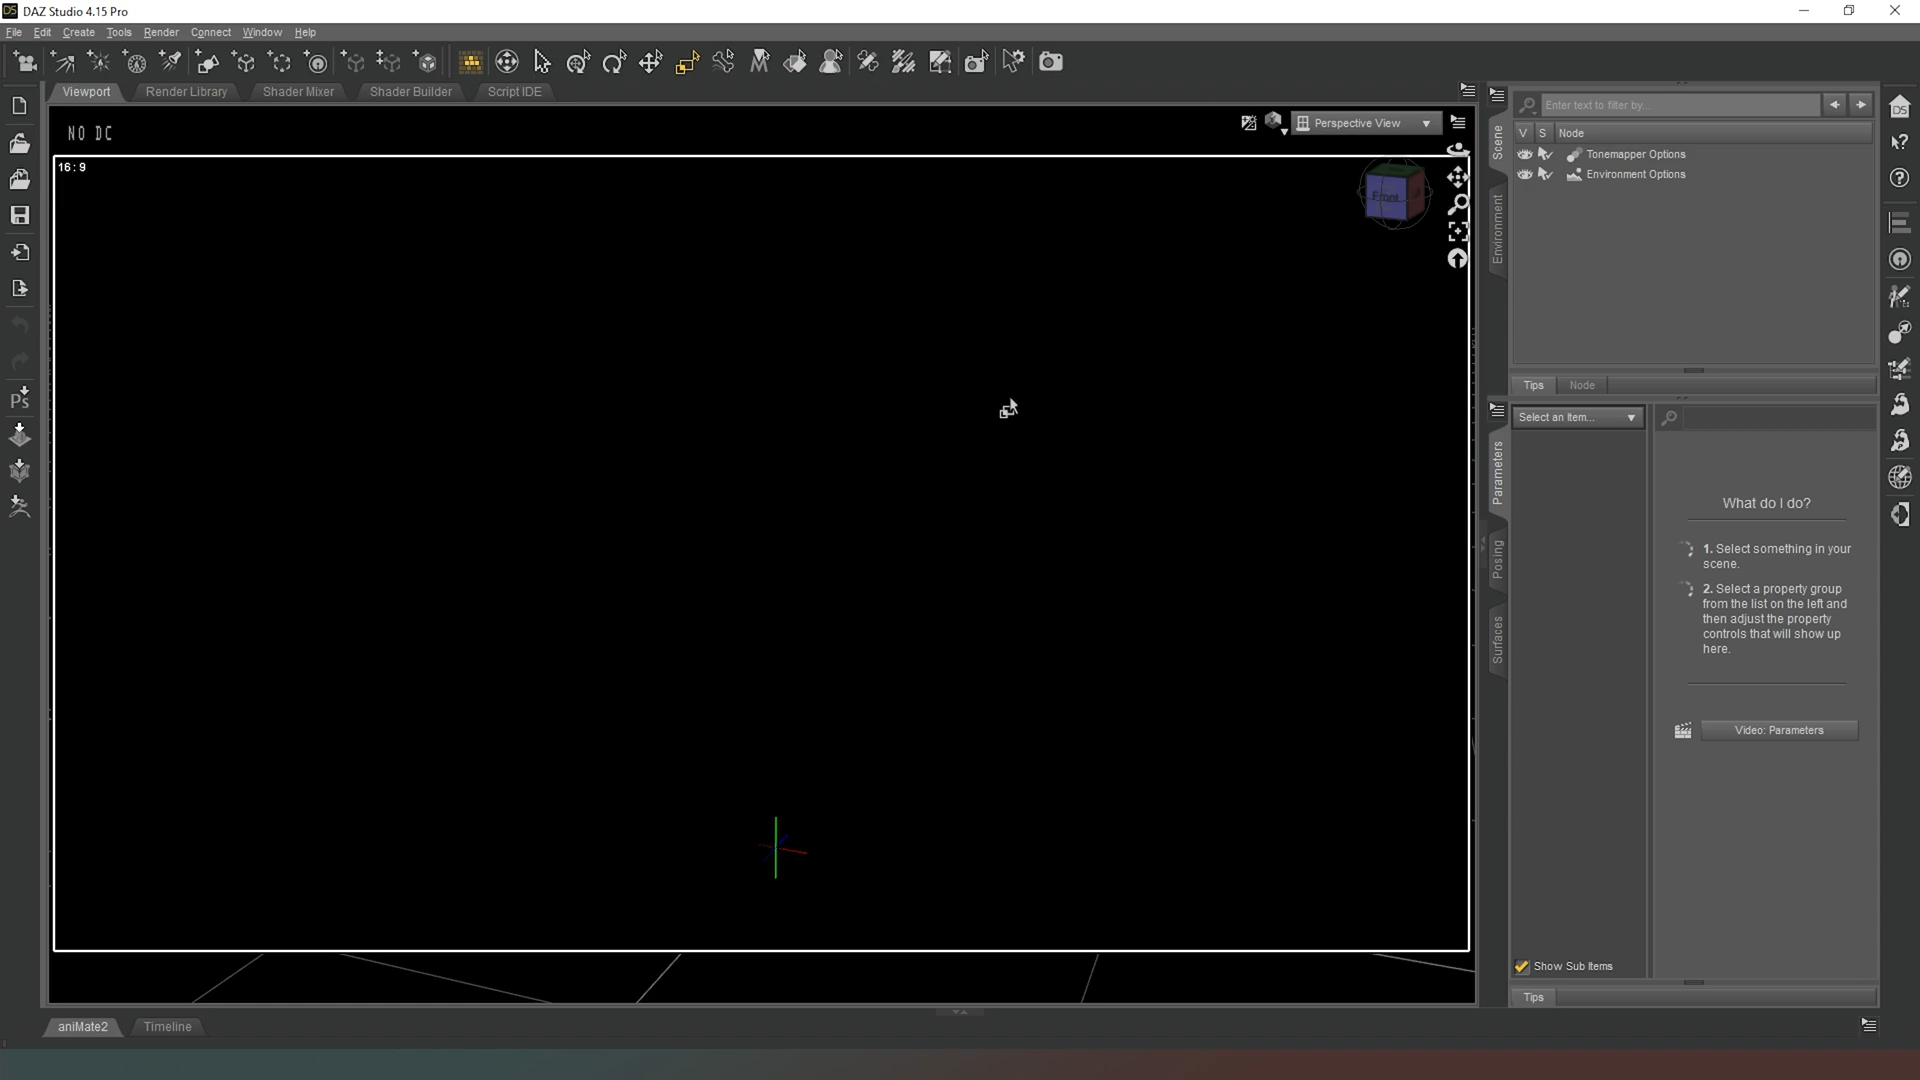 DAZ Studio 4.15 Pro
File Edit Create Tools Render Connect Window Help
Viewport Render Library Shader Mixer Shader Builder Script IDE
NO DC
Perspective View
16:9
Front
Enter text to filter by...
V S Node
Tonemapper Options
Environment Options
Scene
Environment
Tips Node
Select an Item...
Parameters
Posing
Surfaces
What do I do?
1. Select something in your
scene.
2. Select a property group
from the list on the left and
then adjust the property
controls that will show up
here.
Video: Parameters
Show Sub Items
Tips
aniMate2 Timeline
Ps
DS
DS